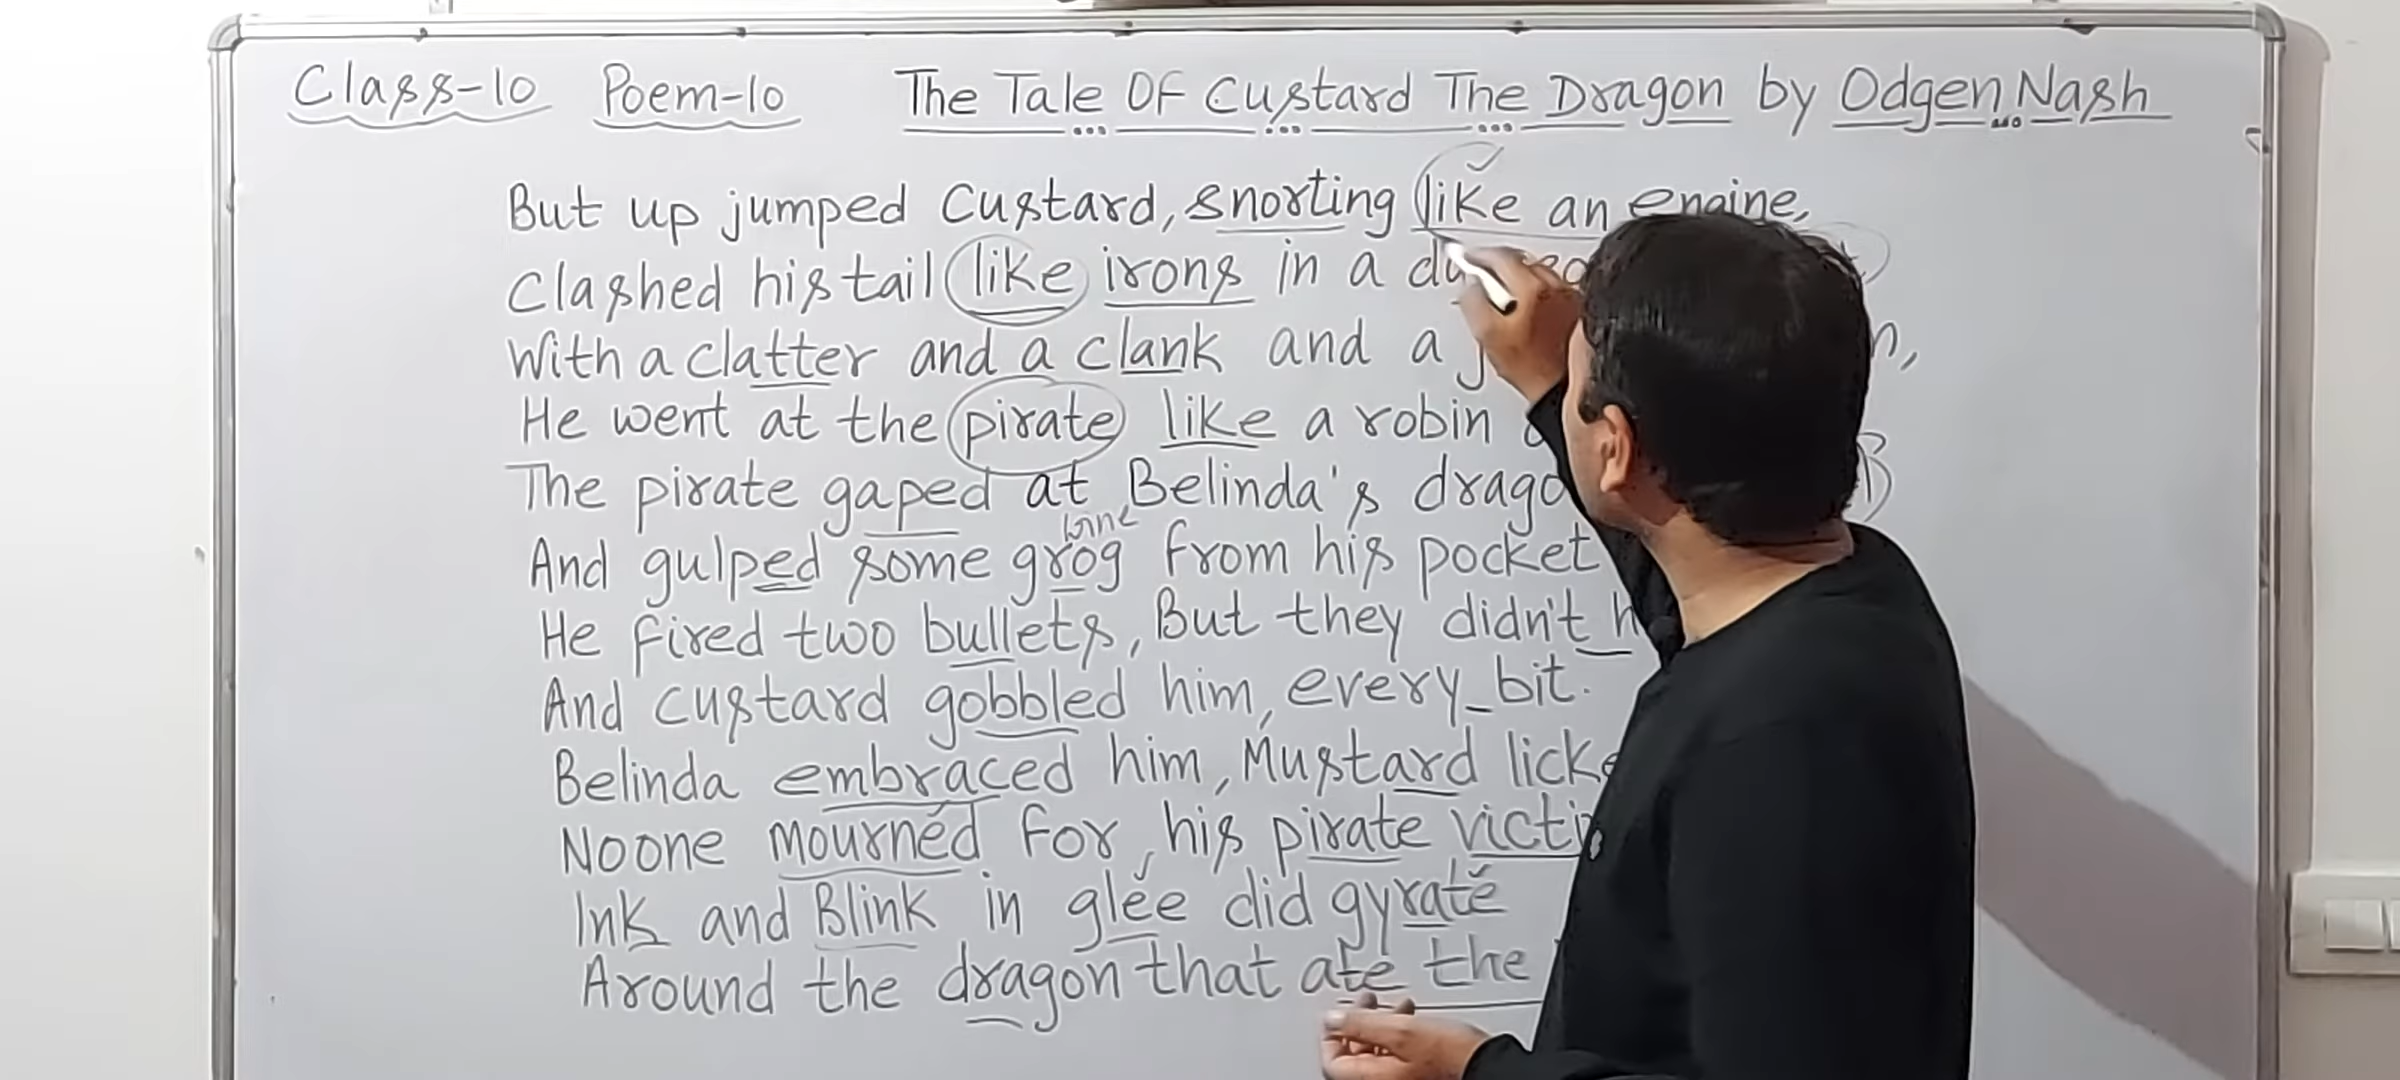 Class-10 Poem-10 The Tale OF Custard The Dragon by Odgen Nash
But up jumped Custard, snorting like an engine,
Clashed his tail like irons in a
With a clatter and a clank and a
He went at the pirate like a robin
The pirate gaped at Belinda's
wine
And gulped some grog from his pocket
He fired two bullets, But they didn't
And custard gobbled him, every bit.
Belinda embraced him, Mustard
Noone mourned for his pirate
Ink and Blink in glee did gyrate
Around the dragon that ate the